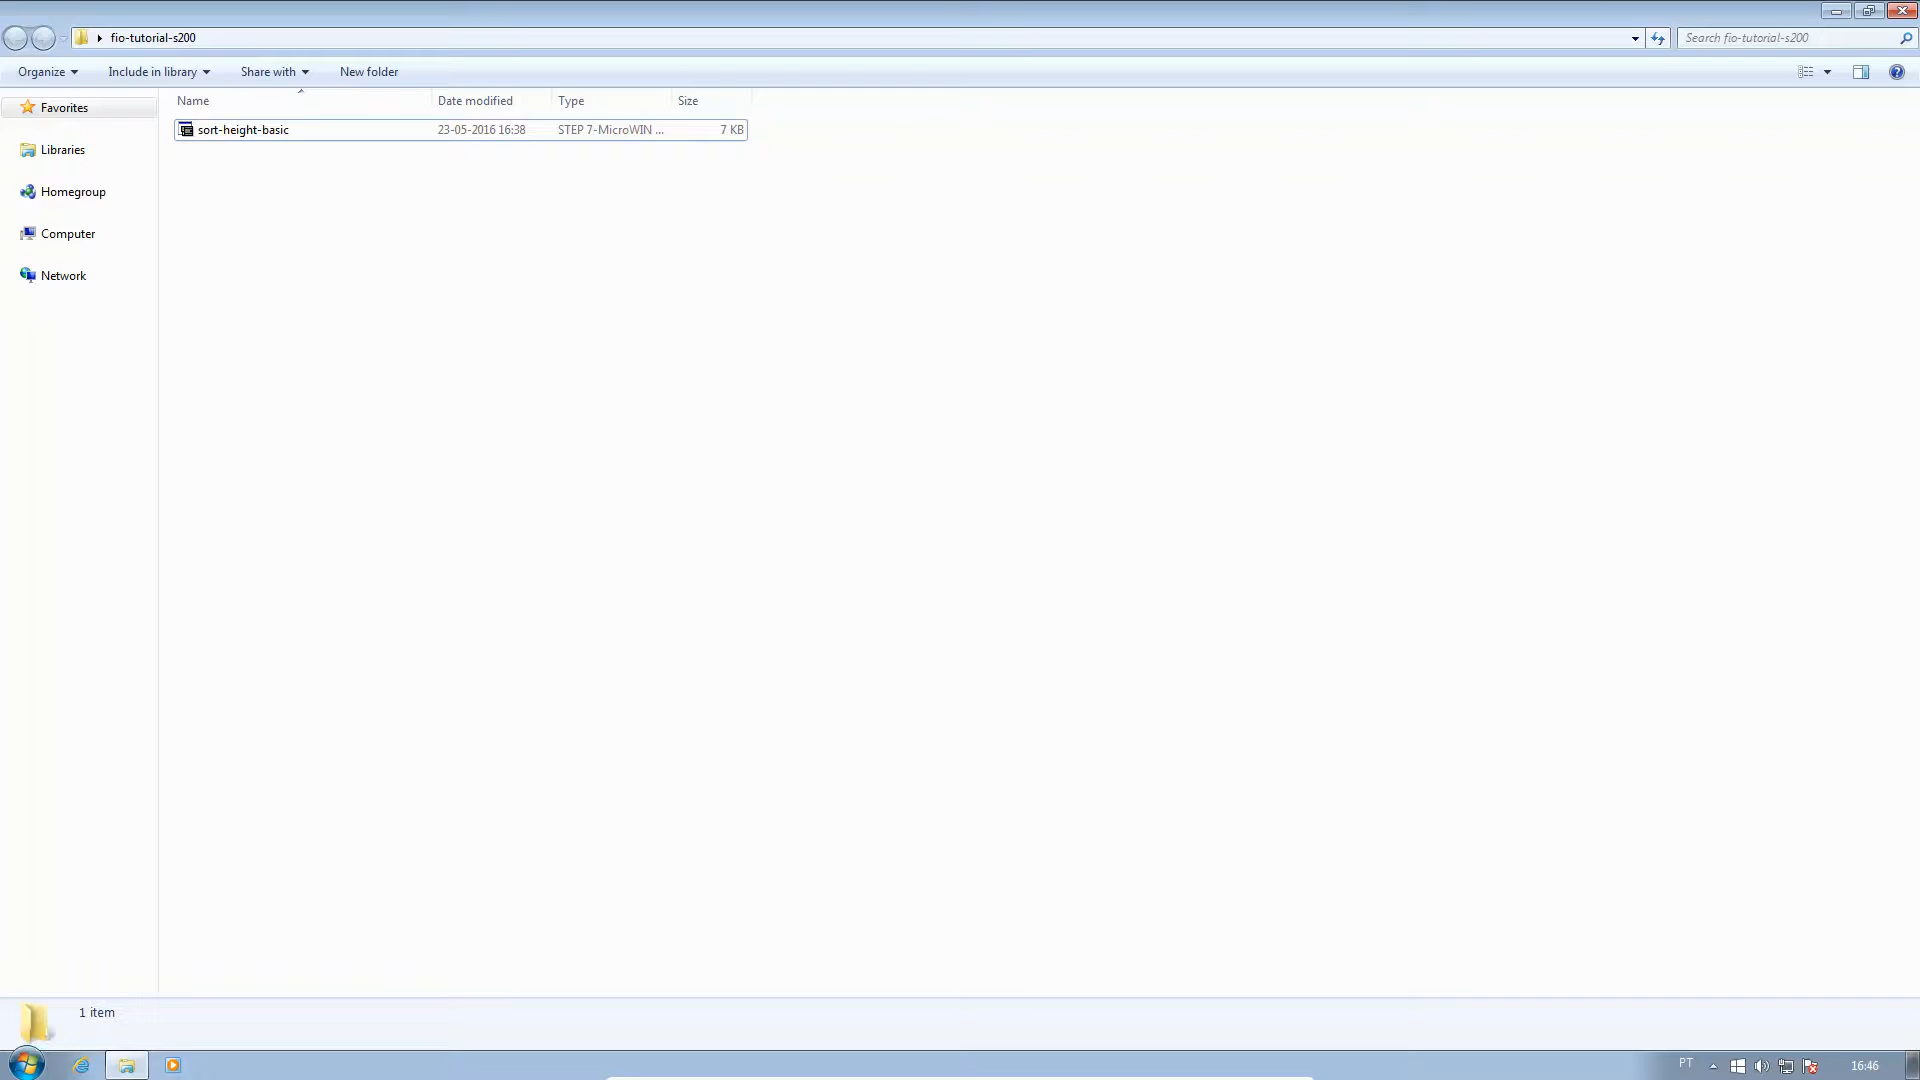 fio-tutorial-s200
Search fio-tutorial-s200
Organize Include in library Share with New folder
Name Date modified Type Size
sort-height-basic 23-05-2016 16:38 STEP 7-MicroWIN ... 7 KB
Favorites
Libraries
Homegroup
Computer
Network
1 item
PT 16:46